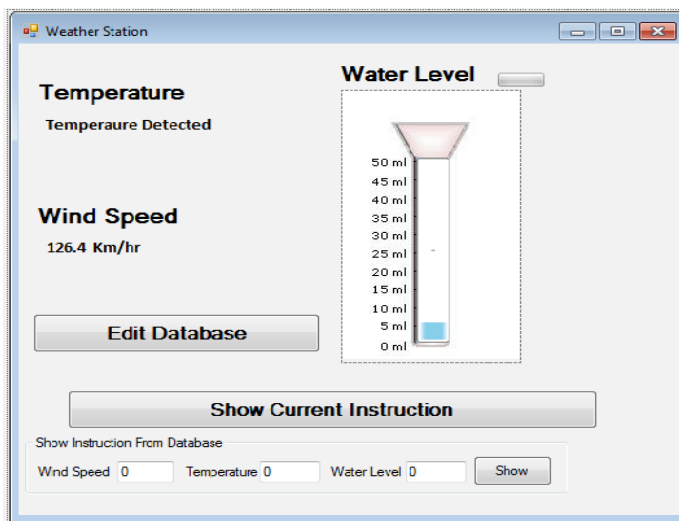 Weather Station
Temperature
Temperaure Detected
Wind Speed
126.4 Km/hr
Edit Database
Water Level
50 ml
45 ml
40 ml
35 ml
30 ml
25 ml
20 ml
15 ml
10 ml
5 ml
0 ml
Show Current Instruction
Show Instruction From Database
Wind Speed 0 Temperature 0 Water Level 0 Show